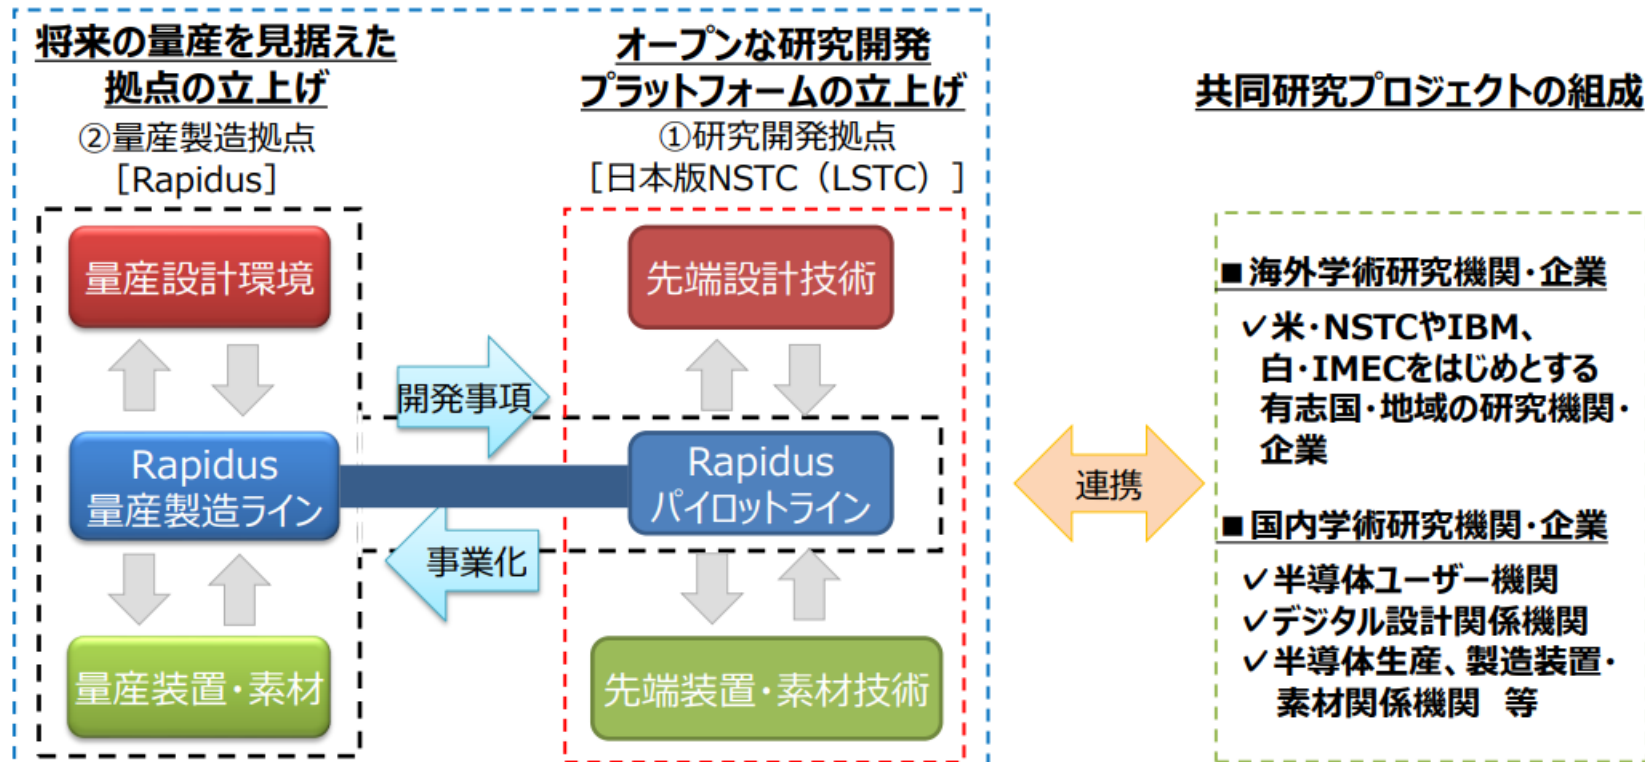 将来の量産を見据えた
拠点の立上げ
②量産製造拠点
［Rapidus］
量産設計環境
Rapidus
量産製造ライン
量産装置・素材
開発事項
事業化
オープンな研究開発
プラットフォームの立上げ
①研究開発拠点
［日本版NSTC（LSTC）］
先端設計技術
Rapidus
パイロットライン
先端装置・素材技術
連携
共同研究プロジェクトの組成
■海外学術研究機関・企業
✓米・NSTCやIBM、
白・IMECをはじめとする
有志国・地域の研究機関・
企業
■国内学術研究機関・企業
✓半導体ユーザー機関
✓デジタル設計関係機関
✓半導体生産、製造装置・
素材関係機関　等